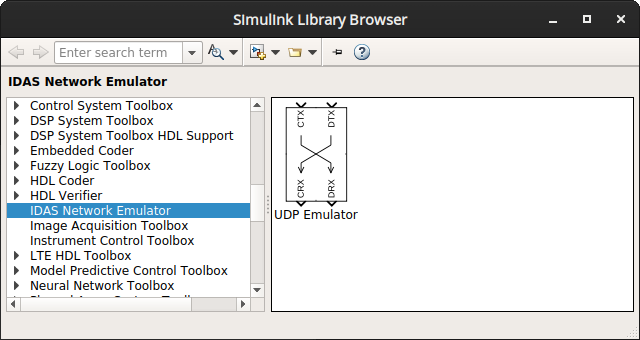 SImulInk LIbrary Browser
Enter search term
IDAS Network Emulator
Control System Toolbox
DSP System Toolbox
DSP System Toolbox HDL Support
Embedded Coder
Fuzzy Logic Toolbox
HDL Coder
HDL Verifier
IDAS Network Emulator
Image Acquisition Toolbox
Instrument Control Toolbox
LTE HDL Toolbox
Model Predictive Control Toolbox
Neural Network Toolbox
CTX DTX
CRX DRX
UDP Emulator